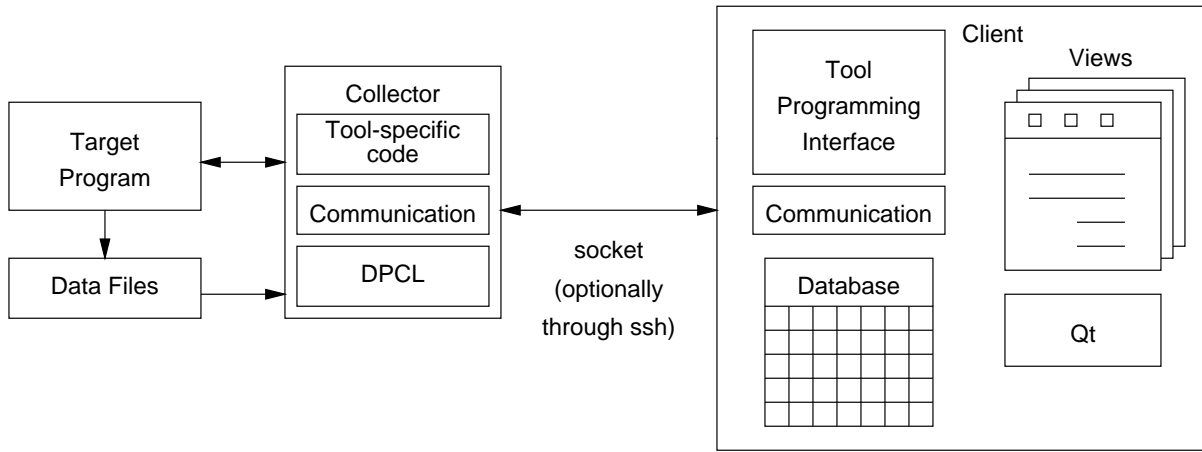 Target
Program
Data Files
Collector
Tool-specific
code
Communication
DPCL
socket
(optionally
through ssh)
Client
Tool
Programming
Interface
Communication
Database
Views
Qt